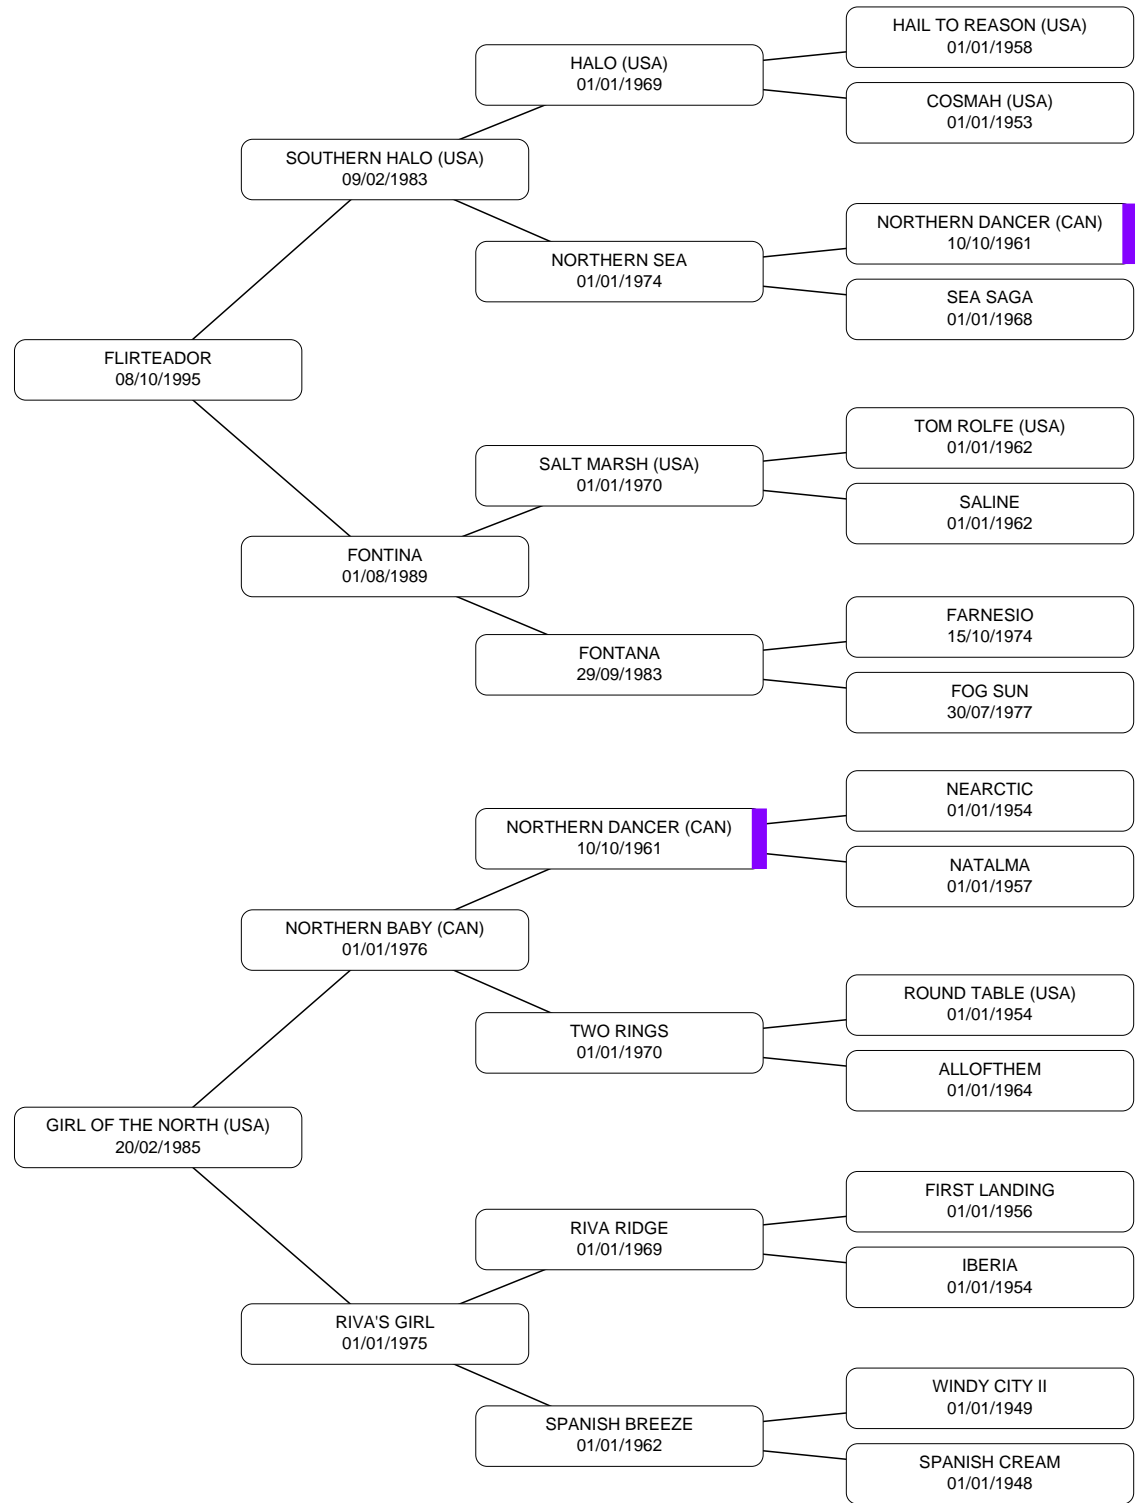 HAIL TO REASON (USA)
01/01/1958
HALO (USA)
01/01/1969
COSMAH (USA)
01/01/1953
SOUTHERN HALO (USA)
09/02/1983
NORTHERN DANCER (CAN)
10/10/1961
NORTHERN SEA
01/01/1974
SEA SAGA
01/01/1968
FLIRTEADOR
08/10/1995
TOM ROLFE (USA)
01/01/1962
SALT MARSH (USA)
01/01/1970
SALINE
01/01/1962
FONTINA
01/08/1989
FARNESIO
15/10/1974
FONTANA
29/09/1983
FOG SUN
30/07/1977
NEARCTIC
01/01/1954
NORTHERN DANCER (CAN)
10/10/1961
NATALMA
01/01/1957
NORTHERN BABY (CAN)
01/01/1976
ROUND TABLE (USA)
01/01/1954
TWO RINGS
01/01/1970
ALLOFTHEM
01/01/1964
GIRL OF THE NORTH (USA)
20/02/1985
FIRST LANDING
01/01/1956
RIVA RIDGE
01/01/1969
IBERIA
01/01/1954
RIVA'S GIRL
01/01/1975
WINDY CITY II
01/01/1949
SPANISH BREEZE
01/01/1962
SPANISH CREAM
01/01/1948